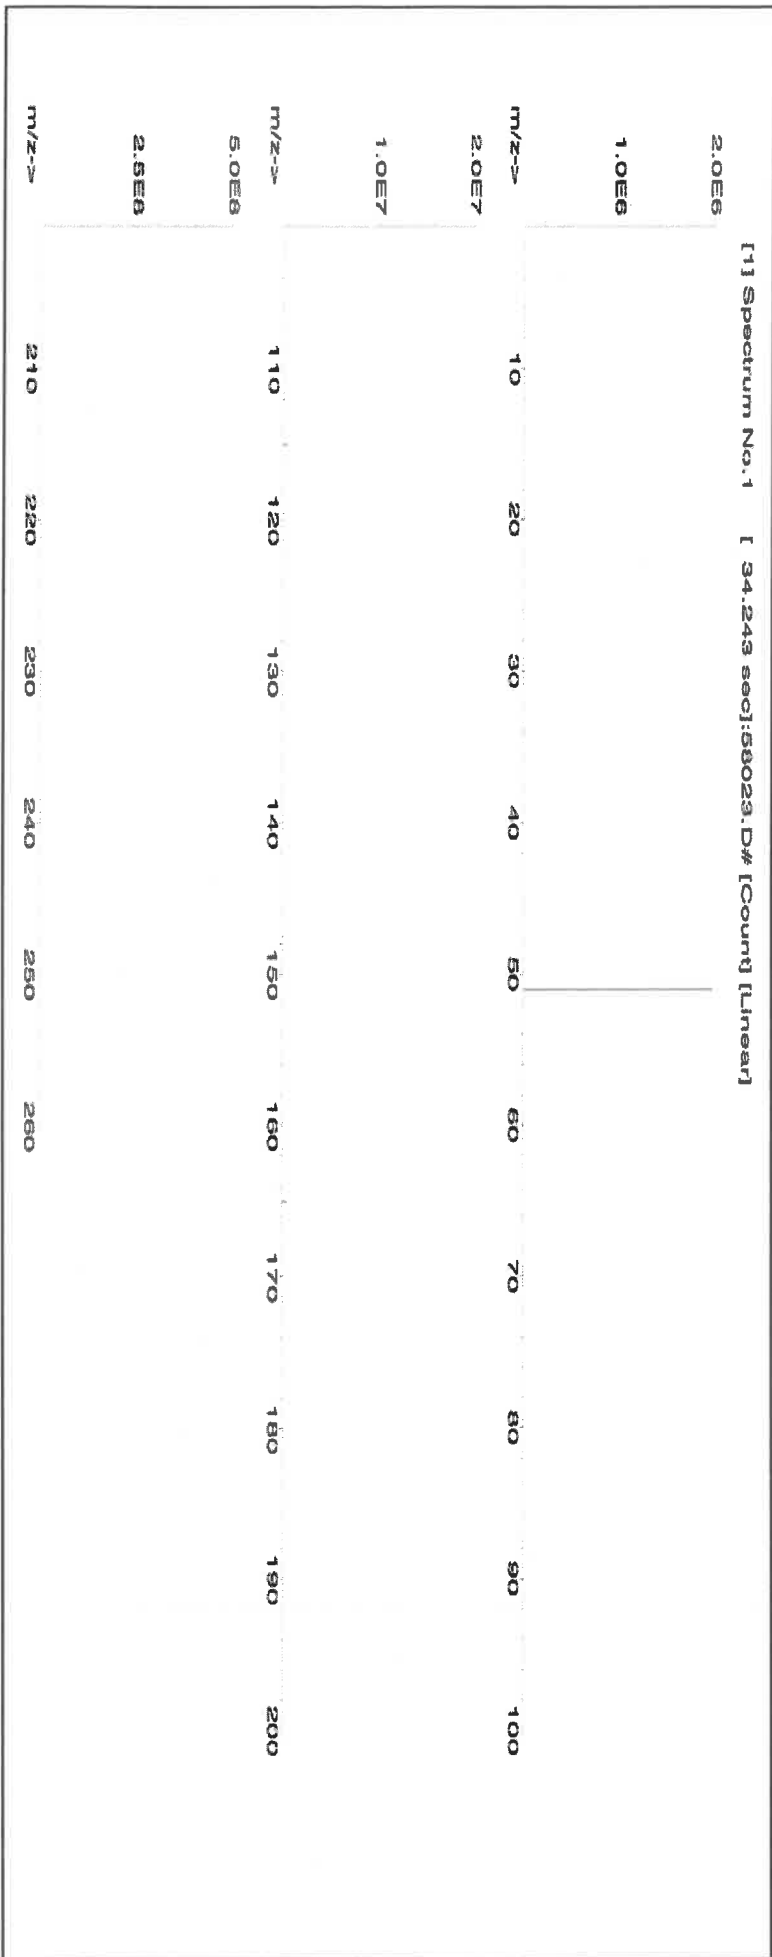 [1] Spectrum No.1 [ 34.243 sec]:58023.D# [Count] [Linear]
2.0E6
1.0E6
m/z-> 10 20 30 40 50 60 70 80 90 100
2.0E7
1.0E7
m/z-> 110 120 130 140 150 160 170 180 190 200
5.0E6
2.5E6
m/z-> 210 220 230 240 250 260